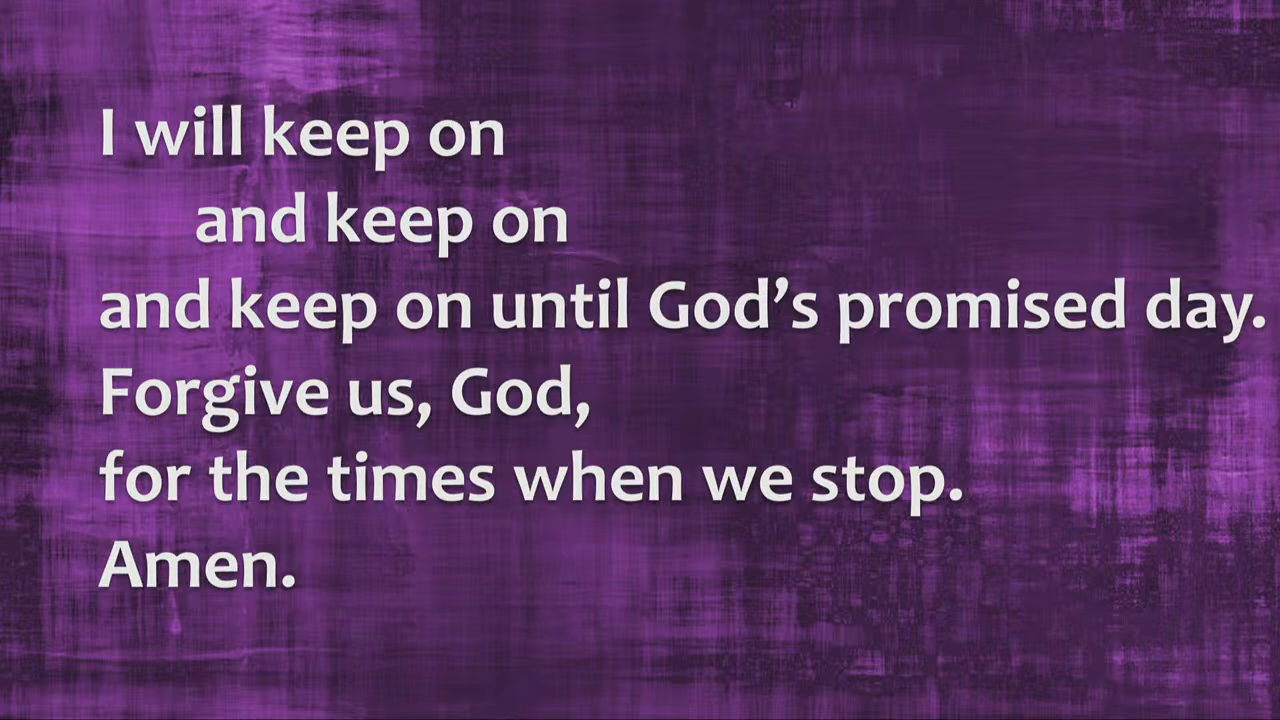 I will keep on
and keep on
and keep on until God’s promised day.
Forgive us, God,
for the times when we stop.
Amen.